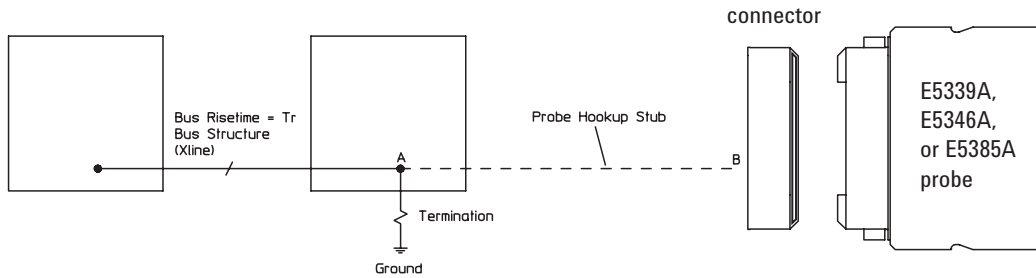 connector
Bus Risetime = Tr
Bus Structure
(Xline)
A
Probe Hookup Stub
B
E5339A,
E5346A,
or E5385A
probe
Termination
Ground